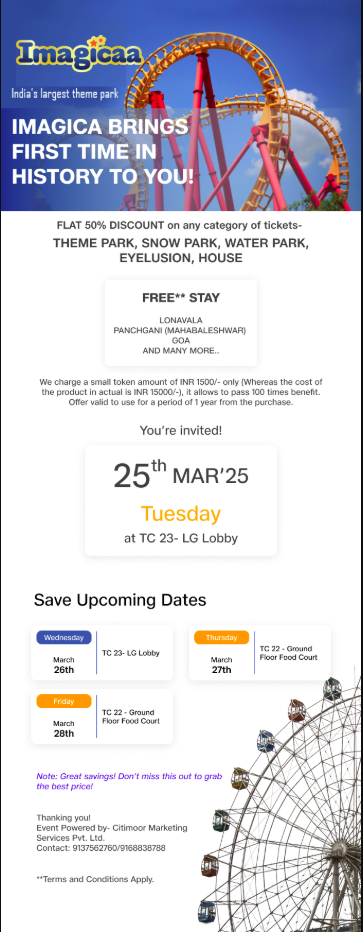 Imagicaa
India's largest theme park
IMAGICA BRINGS
FIRST TIME IN
HISTORY TO YOU!
FLAT 50% DISCOUNT on any category of tickets-
THEME PARK, SNOW PARK, WATER PARK,
EYELUSION, HOUSE
FREE** STAY
LONAVALA
PANCHGANI (MAHABALESHWAR)
GOA
AND MANY MORE..
We charge a small token amount of INR 1500/- only (Whereas the cost of
the product in actual is INR 15000/-), it allows to pass 100 times benefit.
Offer valid to use for a period of 1 year from the purchase.
You're invited!
25th MAR'25
Tuesday
at TC 23- LG Lobby
Save Upcoming Dates
Wednesday
March
26th
TC 23- LG Lobby
Thursday
March
27th
TC 22 - Ground
Floor Food Court
Friday
March
28th
TC 22 - Ground
Floor Food Court
Note: Great savings! Don't miss this out to grab
the best price!
Thanking you!
Event Powered by- Citimoor Marketing
Services Pvt. Ltd.
Contact: 9137562760/9168838788
**Terms and Conditions Apply.